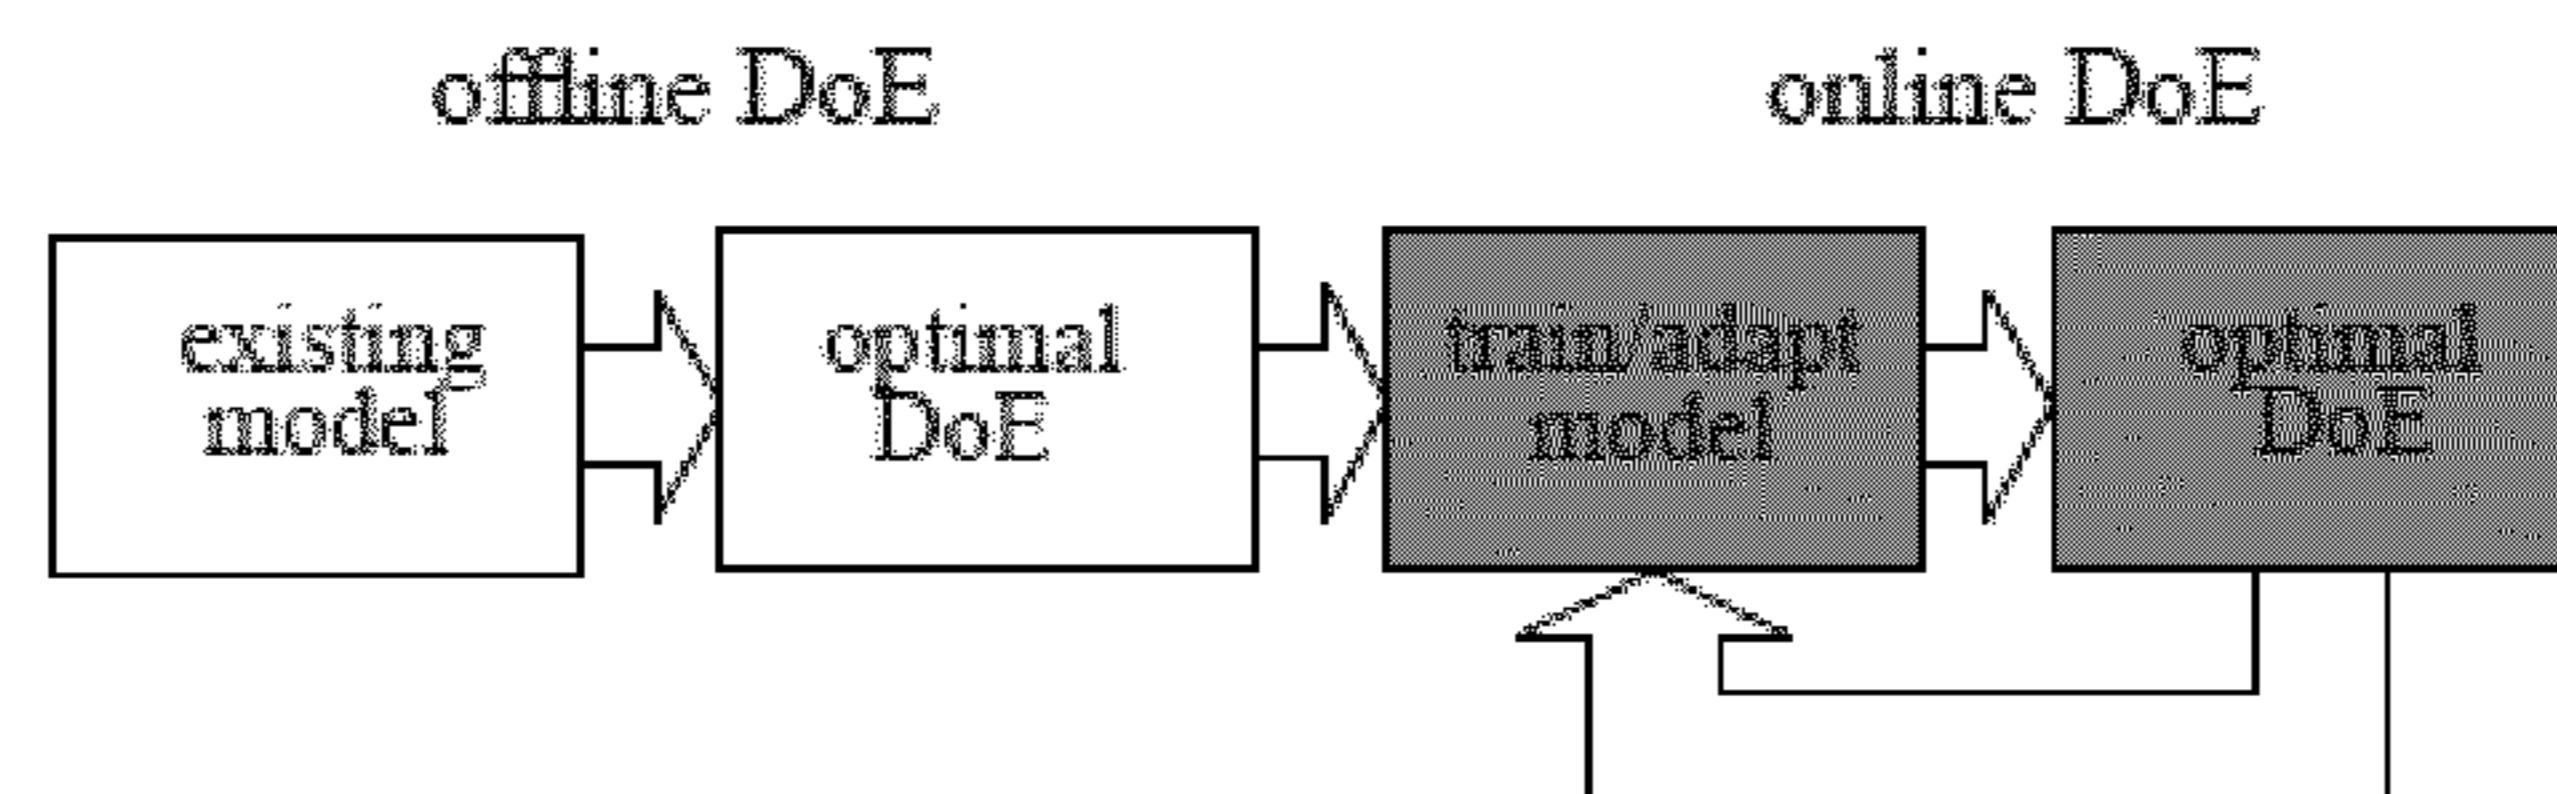 offline DoE
online DoE
existing
model
optimal
DoE
train/adapt
model
optimal
DoE